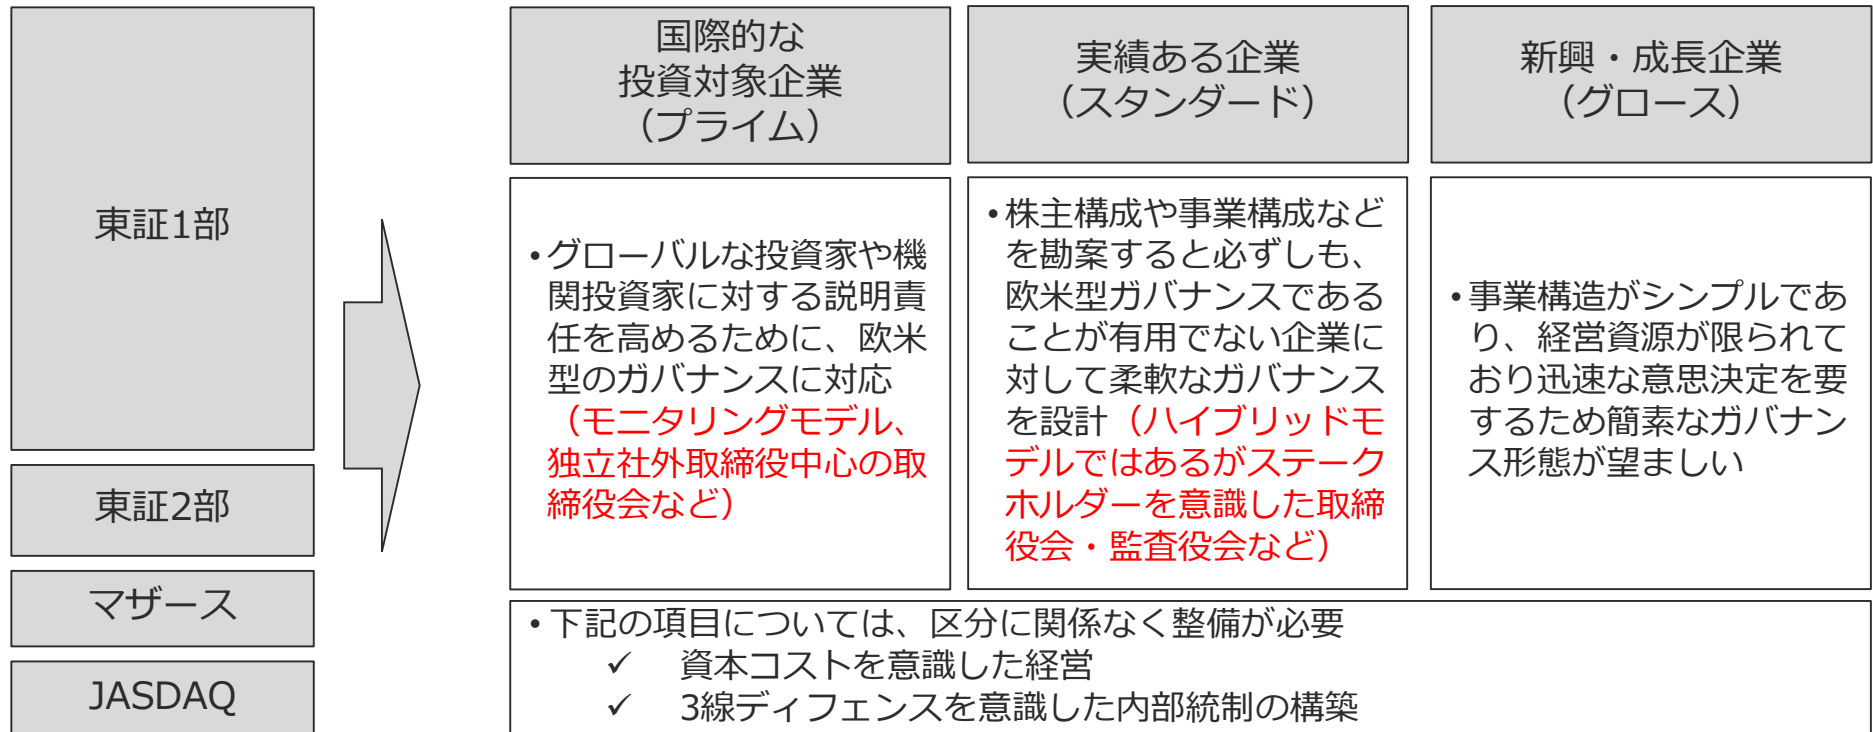 東証1部
東証2部
マザース
JASDAQ
国際的な
投資対象企業
（プライム）
•グローバルな投資家や機
関投資家に対する説明責
任を高めるために、欧米
型のガバナンスに対応
（モニタリングモデル、
独立社外取締役中心の取
締役会など）
実績ある企業
（スタンダード）
•株主構成や事業構成など
を勘案すると必ずしも、
欧米型ガバナンスである
ことが有用でない企業に
対して柔軟なガバナンス
を設計（ハイブリッドモ
デルではあるがステーク
ホルダーを意識した取締
役会・監査役会など）
新興・成長企業
（グロース）
•事業構造がシンプルであ
り、経営資源が限られて
おり迅速な意思決定を要
するため簡素なガバナン
ス形態が望ましい
•下記の項目については、区分に関係なく整備が必要
✓ 資本コストを意識した経営
✓ 3線ディフェンスを意識した内部統制の構築